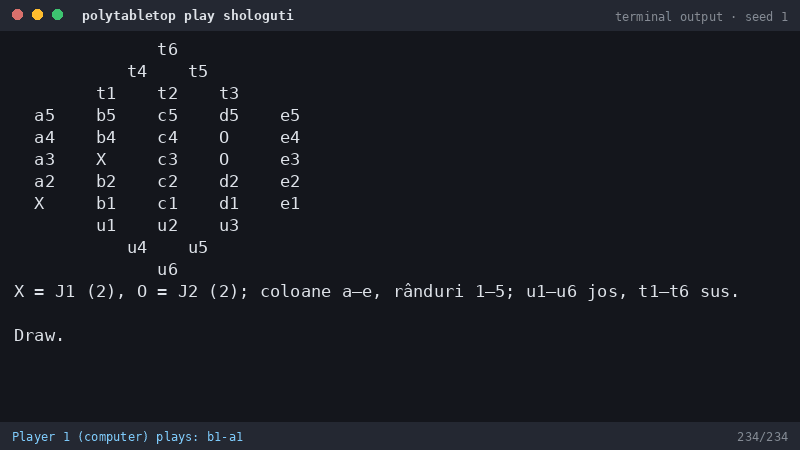 polytabletop play shologuti
terminal output · seed 1
t6
t4 t5
t1 t2 t3
a5 b5 c5 d5 e5
a4 b4 c4 O e4
a3 X c3 O e3
a2 b2 c2 d2 e2
X b1 c1 d1 e1
u1 u2 u3
u4 u5
u6
X = J1 (2), O = J2 (2); coloane a–e, rânduri 1–5; u1–u6 jos, t1–t6 sus.
Draw.
Player 1 (computer) plays: b1-a1
234/234